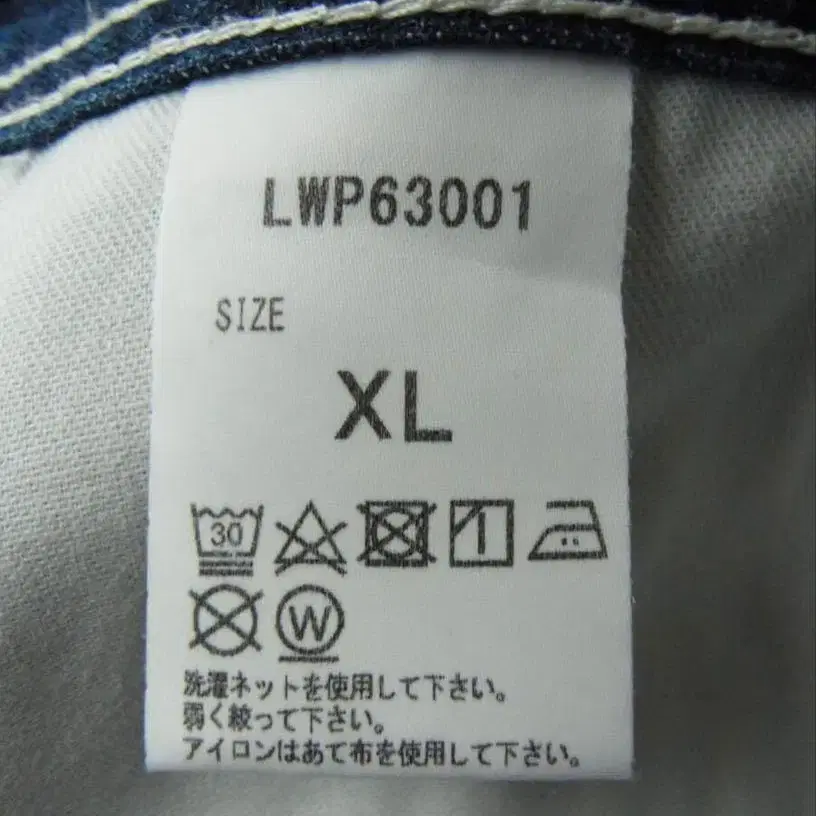 LWP63001
SIZE
XL
30
W
洗濯ネットを使用して下さい。
弱く絞って下さい。
アイロンはあて布を使用して下さい。